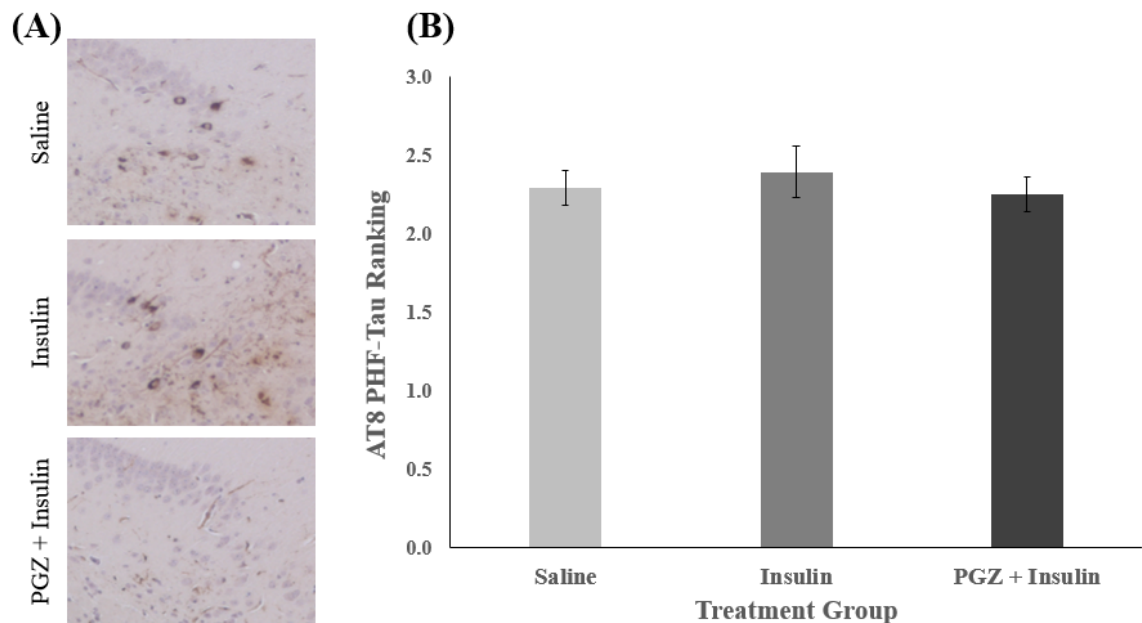 (A)
Saline
Insulin
PGZ + Insulin
(B)
AT8 PHF-Tau Ranking
3.0
2.5
2.0
1.5
1.0
0.5
0.0
Saline Insulin PGZ + Insulin
Treatment Group